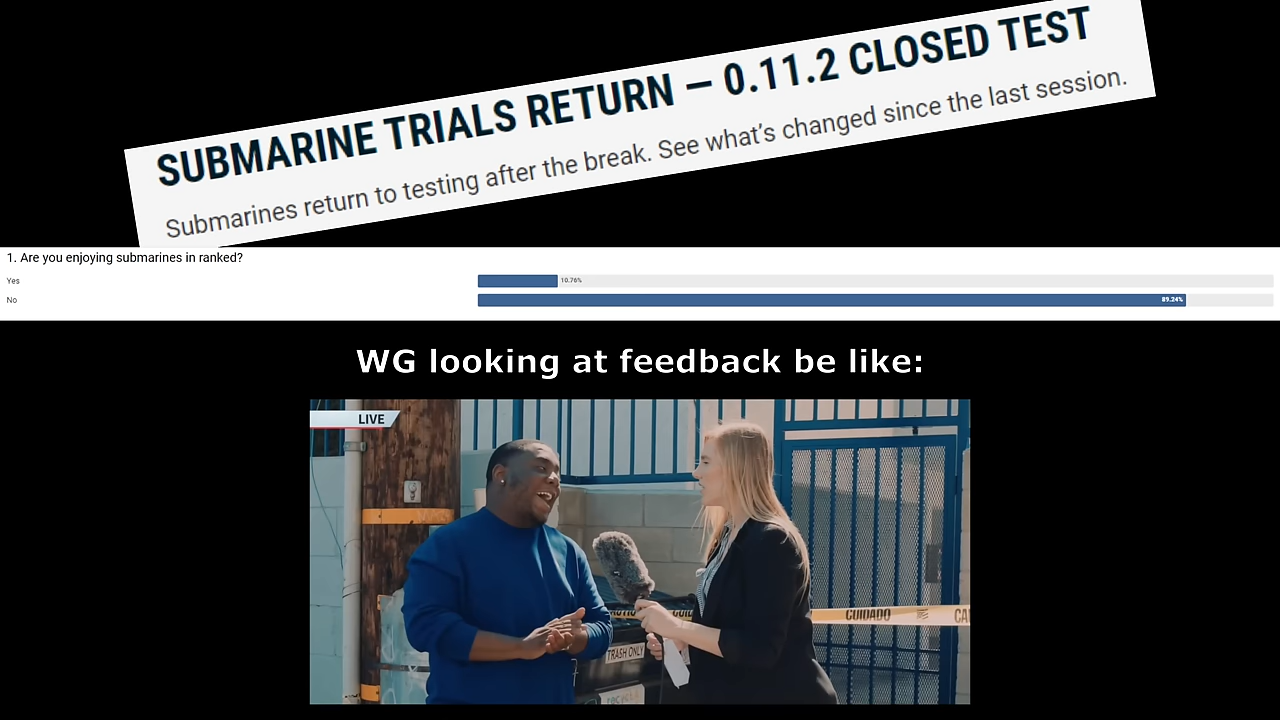 SUBMARINE TRIALS RETURN — 0.11.2 CLOSED TEST
Submarines return to testing after the break. See what's changed since the last session.
1. Are you enjoying submarines in ranked?
Yes
10.76%
No
89.24%
WG looking at feedback be like:
LIVE
CUIDADO
CAU
TRASH ONLY